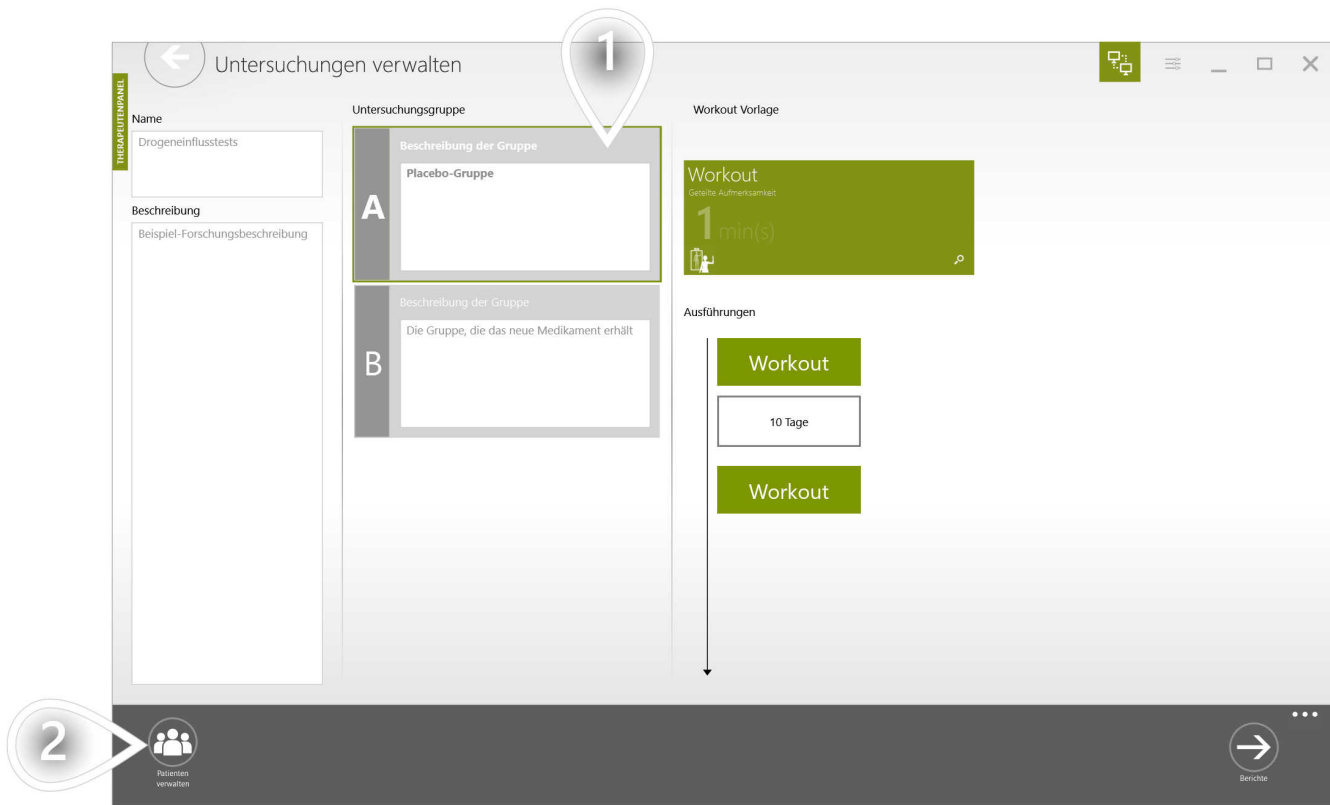 1
Untersuchungen verwalten
THERAPEUTENPANEL
Name
Drogeneinflusstests
Beschreibung
Beispiel-Forschungsbeschreibung
Untersuchungsgruppe
A
Beschreibung der Gruppe
Placebo-Gruppe
B
Beschreibung der Gruppe
Die Gruppe, die das neue Medikament erhält
Workout Vorlage
Workout
Geteilte Aufmerksamkeit
1 min(s)
Ausführungen
Workout
10 Tage
Workout
2
Patienten
verwalten
Berichte